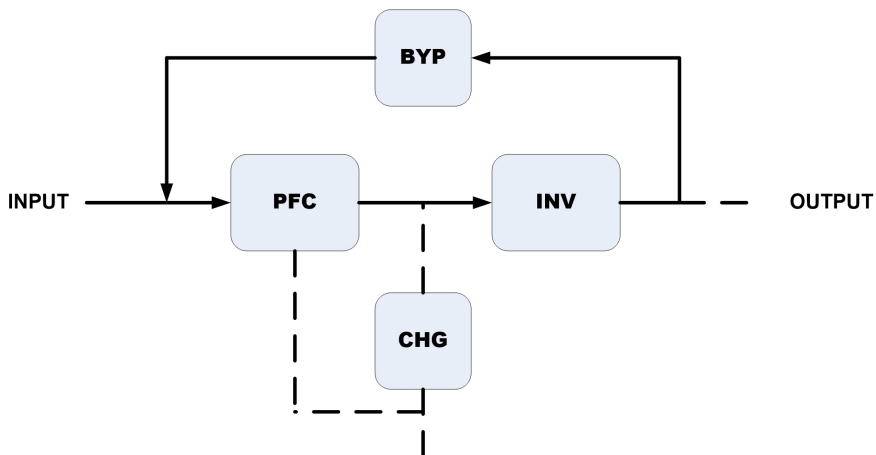 BYP
INPUT
PFC
INV
OUTPUT
CHG